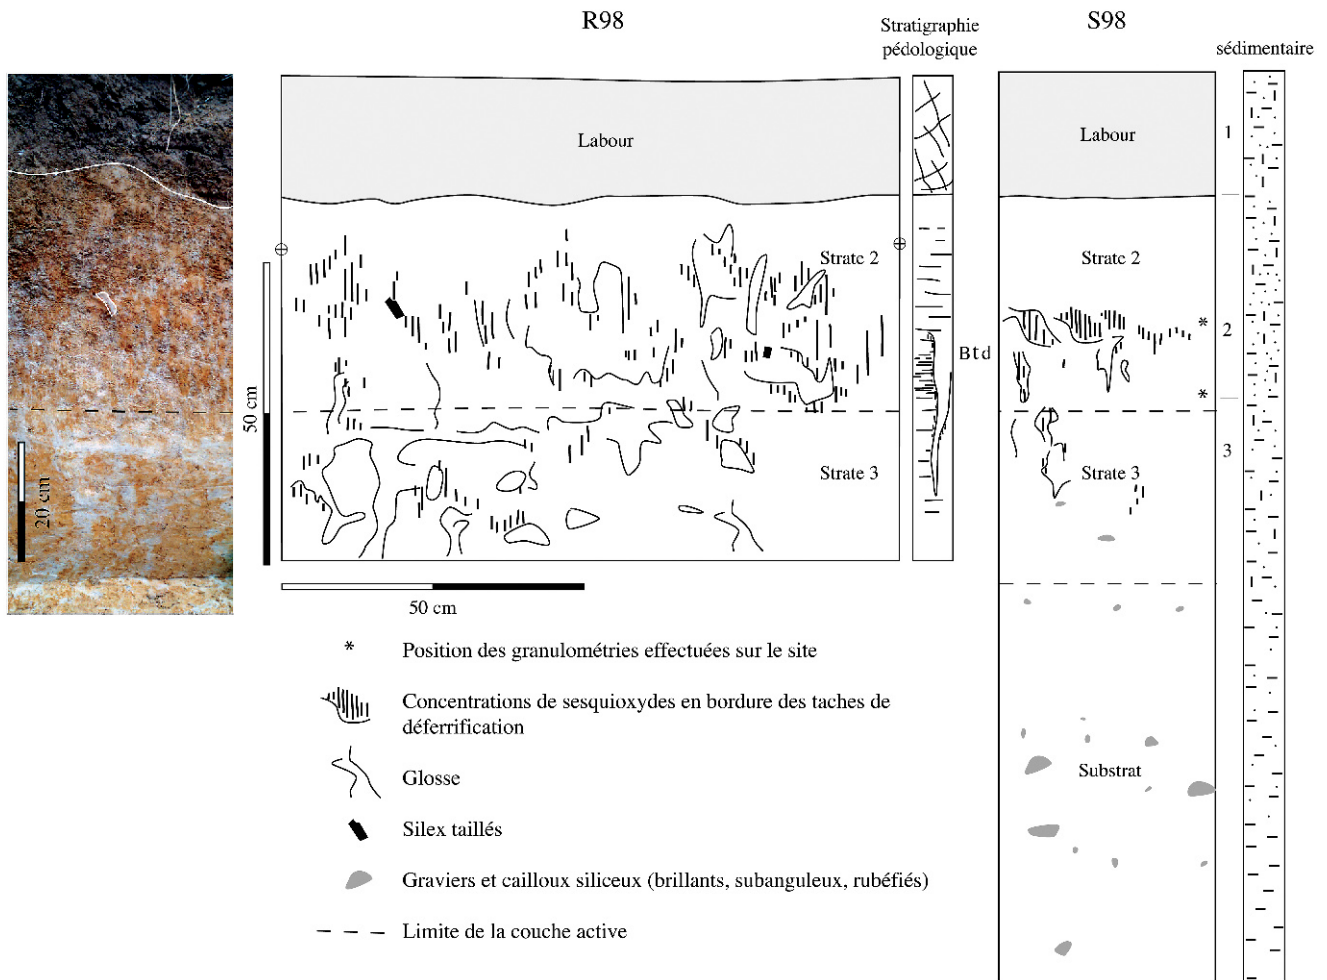 R98
Stratigraphie
pédologique
S98
sédimentaire
Labour
Labour
1
Strate 2
Strate 2
*
2
Btd
*
50 cm
3
Strate 3
Strate 3
20 cm
50 cm
* Position des granulométries effectuées sur le site
Concentrations de sesquioxydes en bordure des taches de
déferrification
Substrat
Glosse
Silex taillés
Graviers et cailloux siliceux (brillants, subanguleux, rubéfiés)
Limite de la couche active